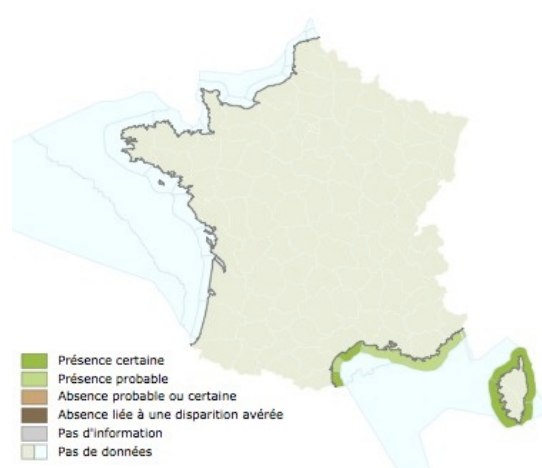 Présence certaine
Présence probable
Absence probable ou certaine
Absence liée à une disparition avérée
Pas d'information
Pas de données